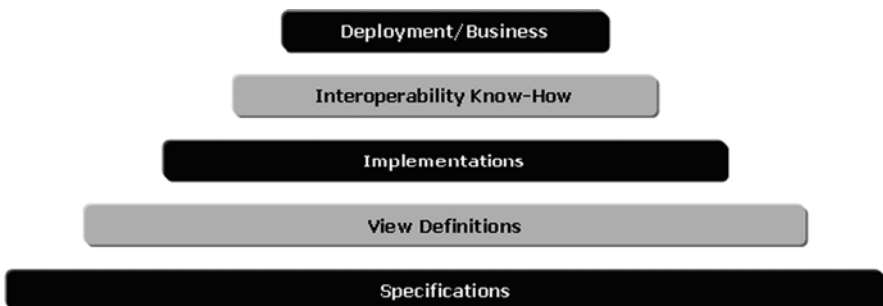 Deployment/Business
Interoperability Know-How
Implementations
View Definitions
Specifications